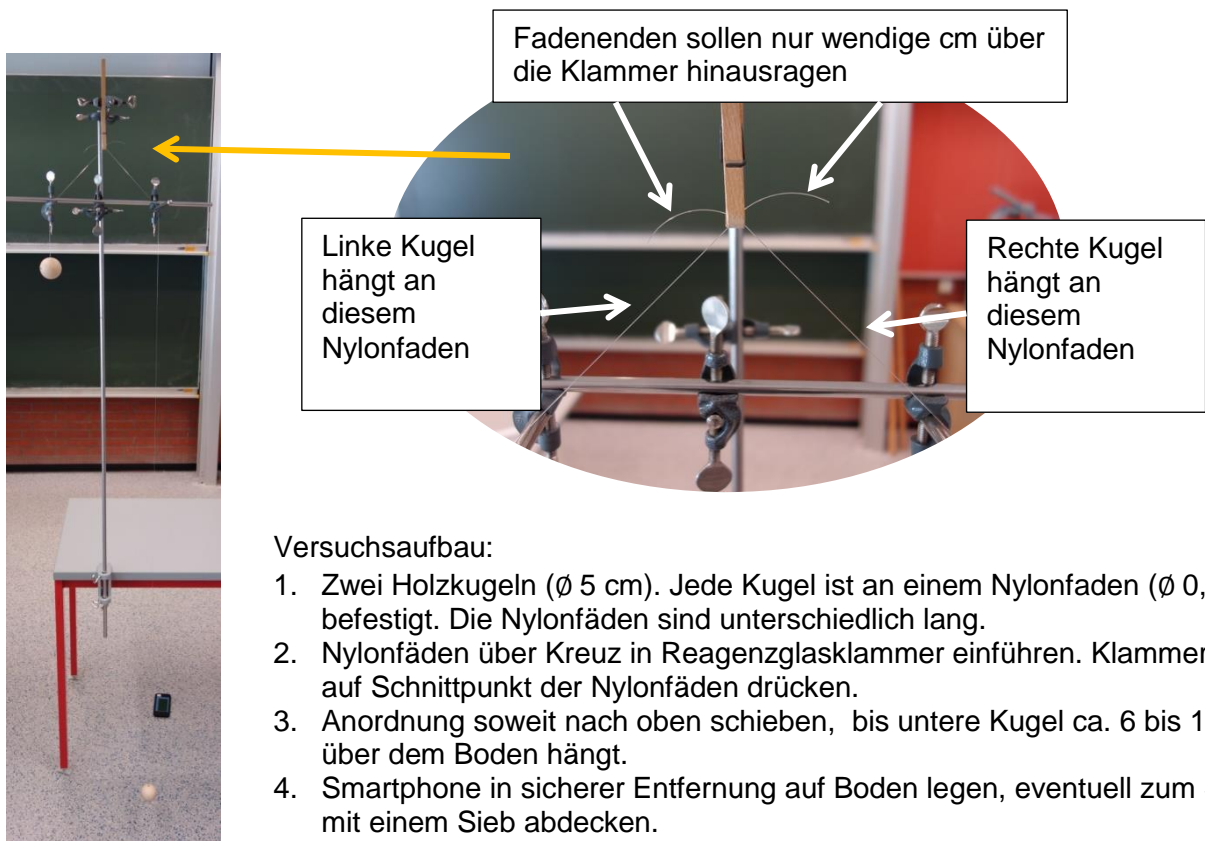 Fadenenden sollen nur wendige cm über
die Klammer hinausragen
Linke Kugel
hängt an
diesem
Nylonfaden
Rechte Kugel
hängt an
diesem
Nylonfaden
Versuchsaufbau:
1. Zwei Holzkugeln (Ø 5 cm). Jede Kugel ist an einem Nylonfaden (Ø 0,
befestigt. Die Nylonfäden sind unterschiedlich lang.
2. Nylonfäden über Kreuz in Reagenzglasklammer einführen. Klammer
auf Schnittpunkt der Nylonfäden drücken.
3. Anordnung soweit nach oben schieben, bis untere Kugel ca. 6 bis 1
über dem Boden hängt.
4. Smartphone in sicherer Entfernung auf Boden legen, eventuell zum
mit einem Sieb abdecken.